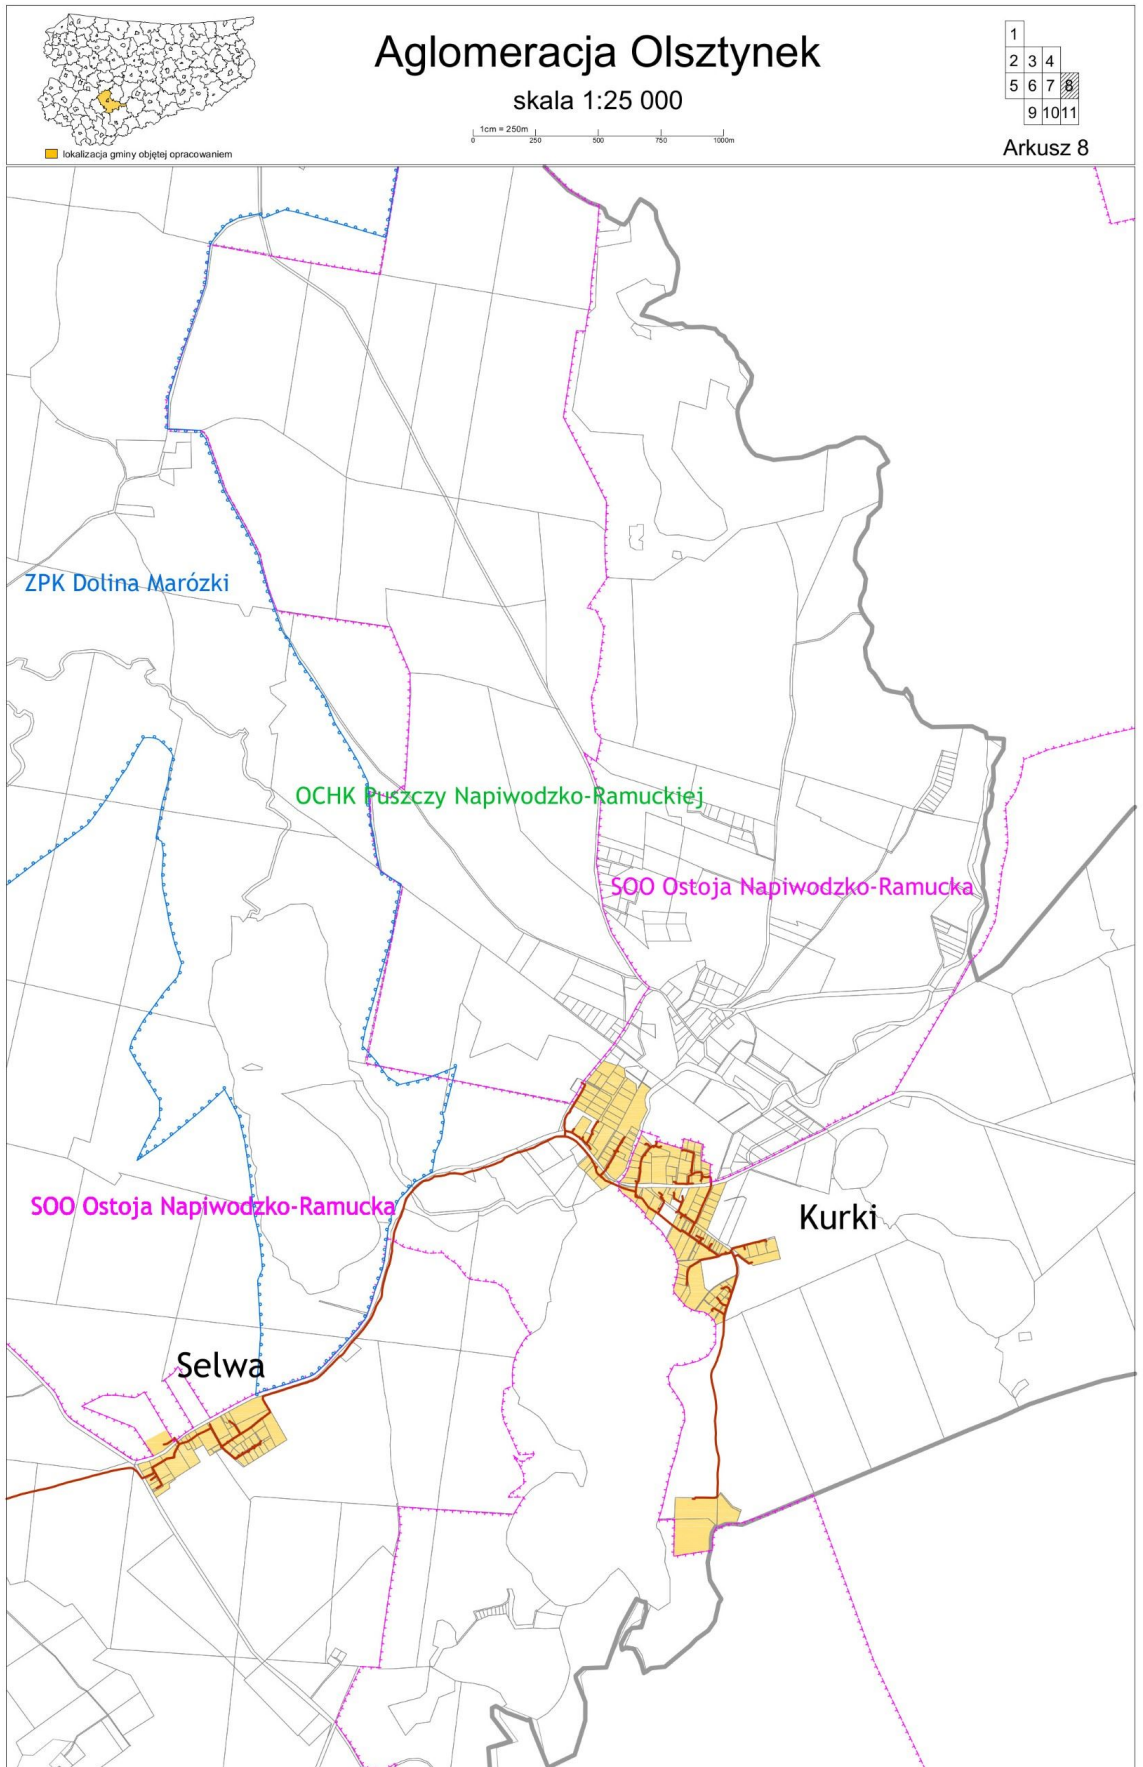 Aglomeracja Olsztynek
skala 1:25 000
1cm = 250m
0 250 500 750 1000m
lokalizacja gminy objętej opracowaniem
1
2 3 4
5 6 7 8
9 10 11
Arkusz 8
ZPK Dolina Marózki
OCHK Puszczy Napiwodzko-Ramuckiej
SOO Ostoja Napiwodzko-Ramucka
SOO Ostoja Napiwodzko-Ramucka
Kurki
Selwa